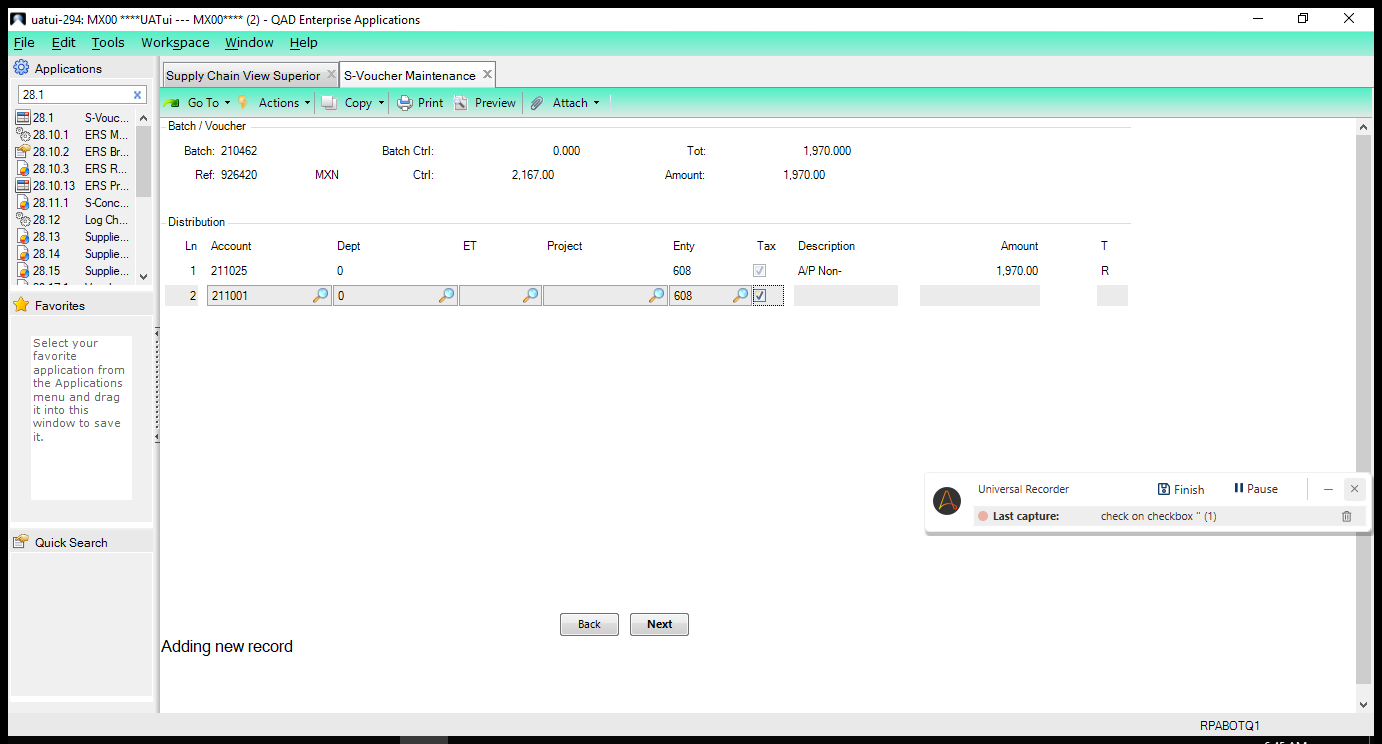 uatui-294: MX00 ****UATui --- MX00**** (2) - QAD Enterprise Applications
File Edit Tools Workspace Window Help
Applications
28.1
28.1 S-Vouc...
28.10.1 ERS M...
28.10.2 ERS Br...
28.10.3 ERS R...
28.10.13 ERS Pr...
28.11.1 S-Conc...
28.12 Log Ch...
28.13 Supplie...
28.14 Supplie...
28.15 Supplie...
Favorites
Select your
favorite
application from
the Applications
menu and drag
it into this
window to save
it.
Quick Search
Supply Chain View Superior S-Voucher Maintenance
Go To Actions Copy Print Preview Attach
Batch / Voucher
Batch: 210462 Batch Ctrl: 0.000 Tot: 1,970.000
Ref: 926420 MXN Ctrl: 2,167.00 Amount: 1,970.00
Distribution
Ln Account Dept ET Project Enty Tax Description Amount T
1 211025 0 608 A/P Non- 1,970.00 R
2 211001 0 608
Universal Recorder Finish Pause
Last capture: check on checkbox '' (1)
Back Next
Adding new record
RPABOTQ1